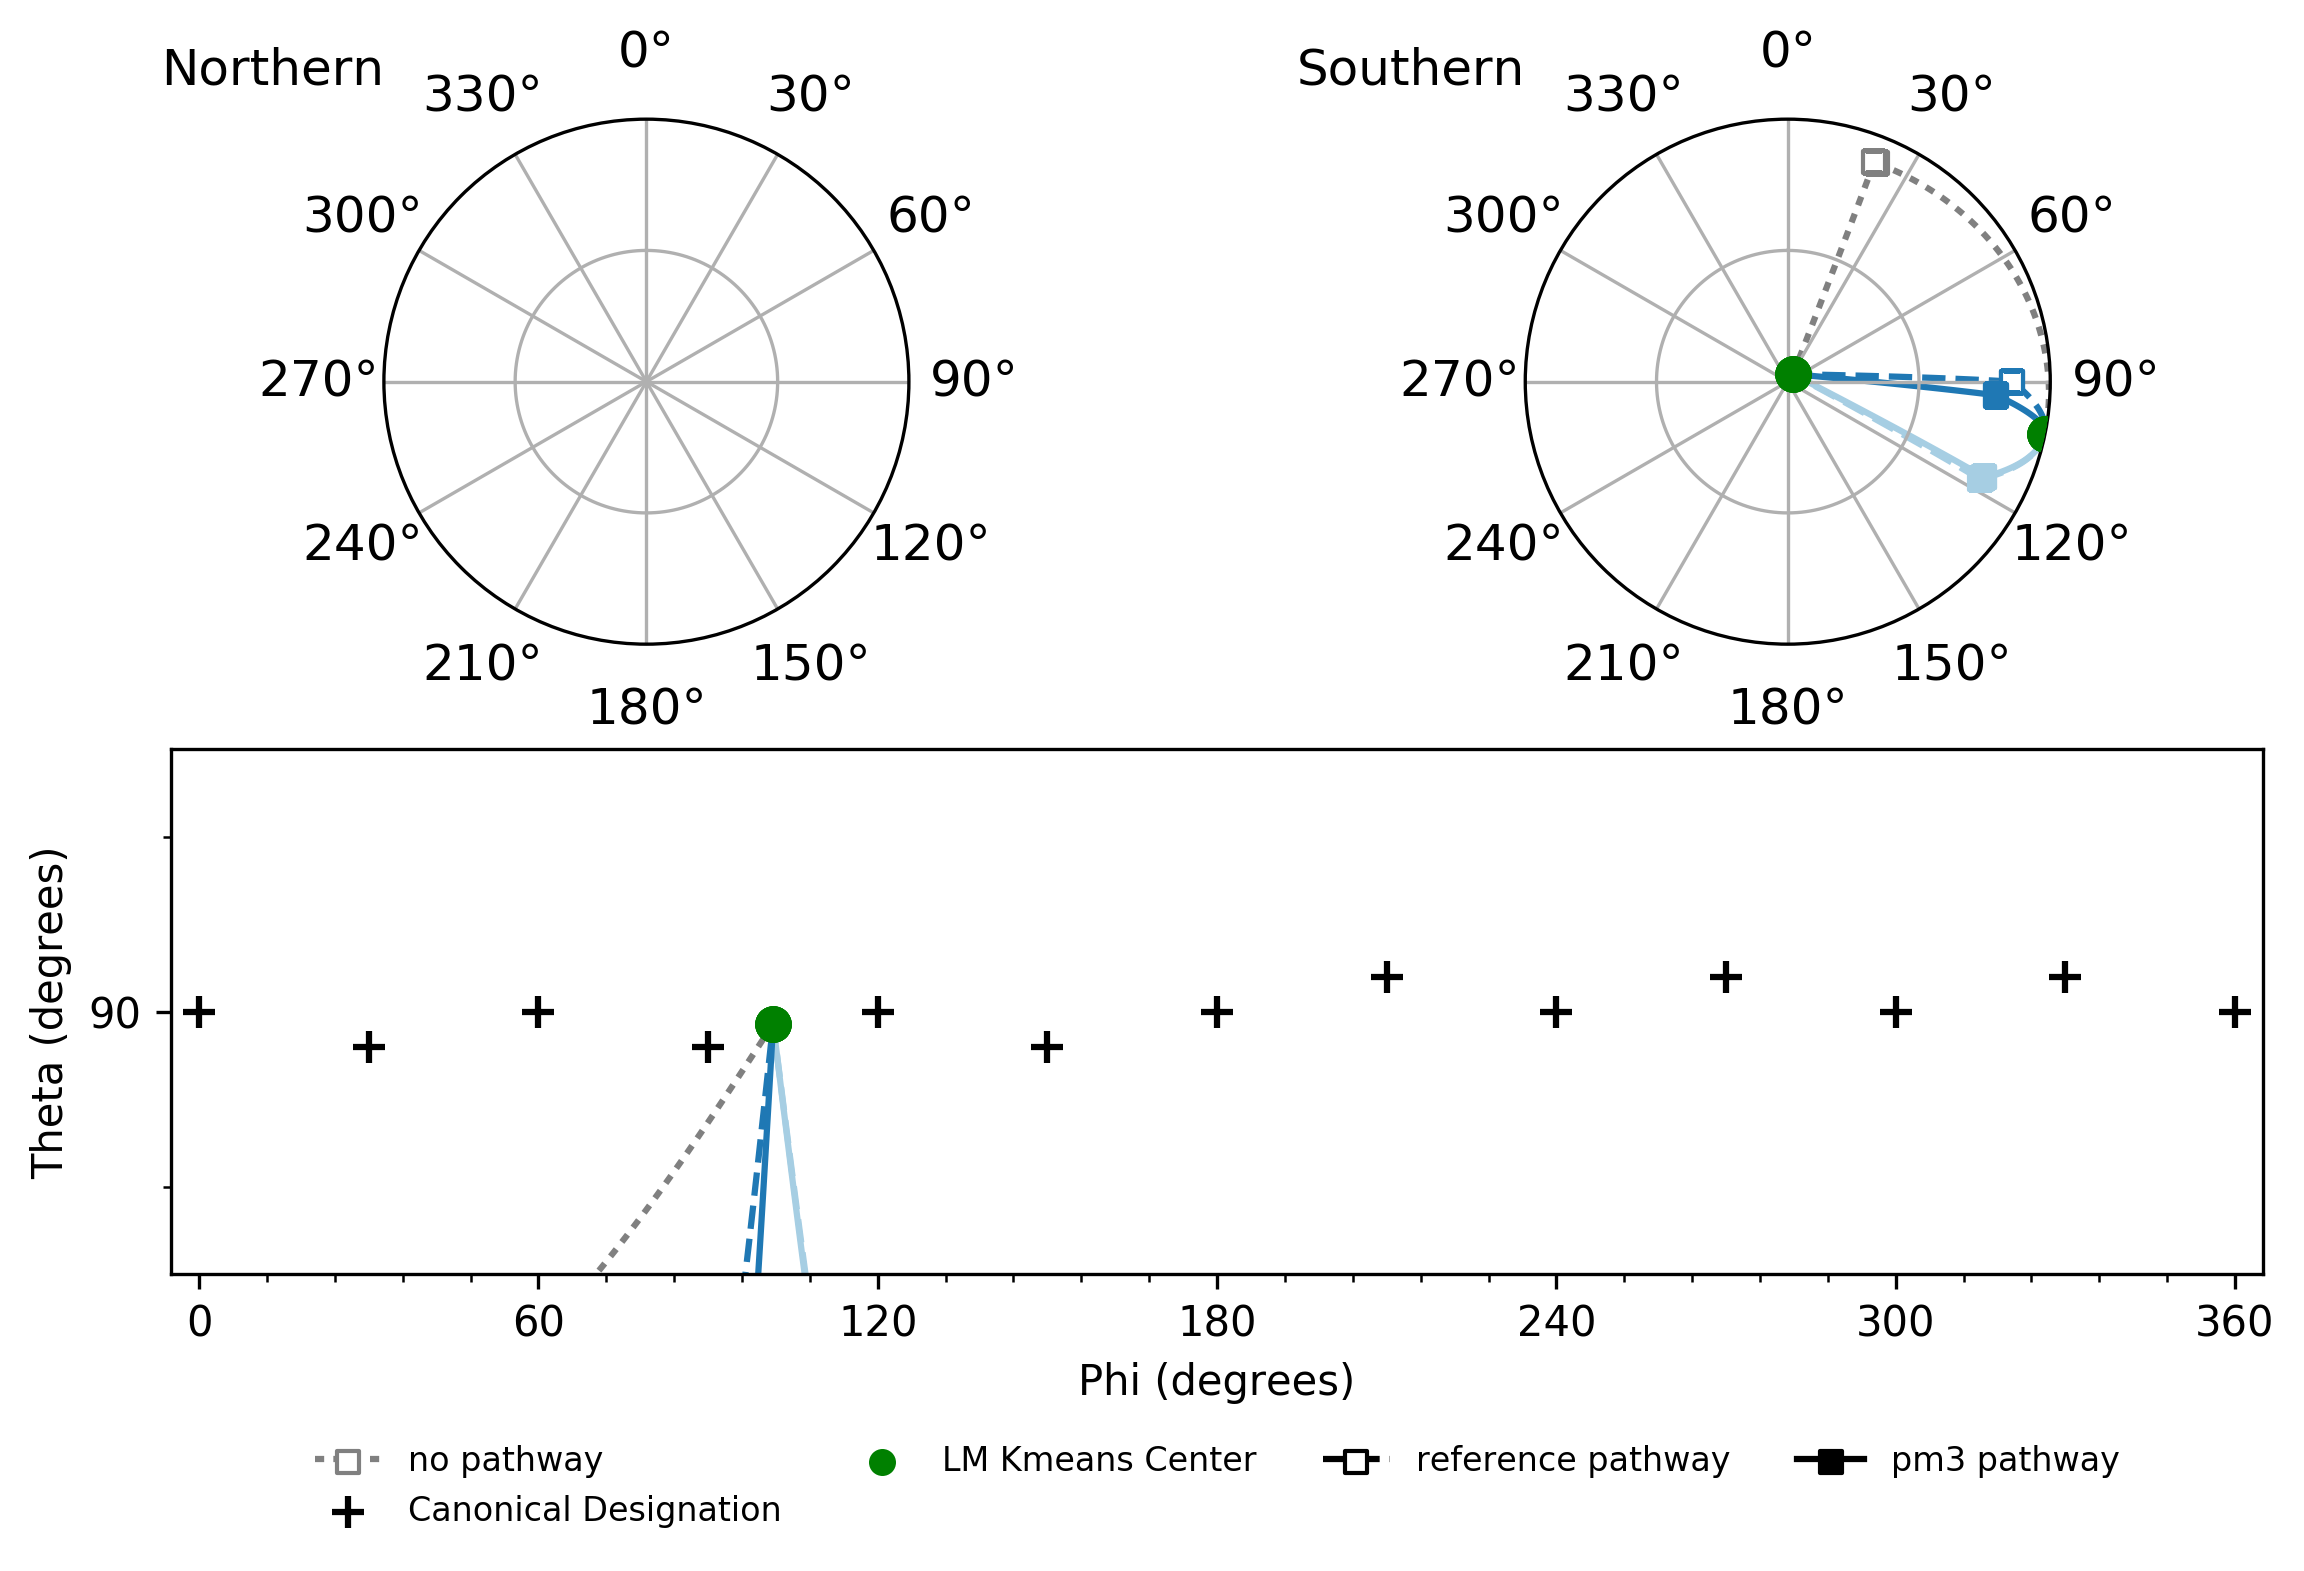 Northern
0°
30°
60°
90°
120°
150°
180°
210°
240°
270°
300°
330°
Southern
0°
30°
60°
90°
120°
150°
180°
210°
240°
270°
300°
330°
Theta (degrees)
90
0 60 120 180 240 300 360
Phi (degrees)
no pathway
Canonical Designation
LM Kmeans Center
reference pathway
pm3 pathway